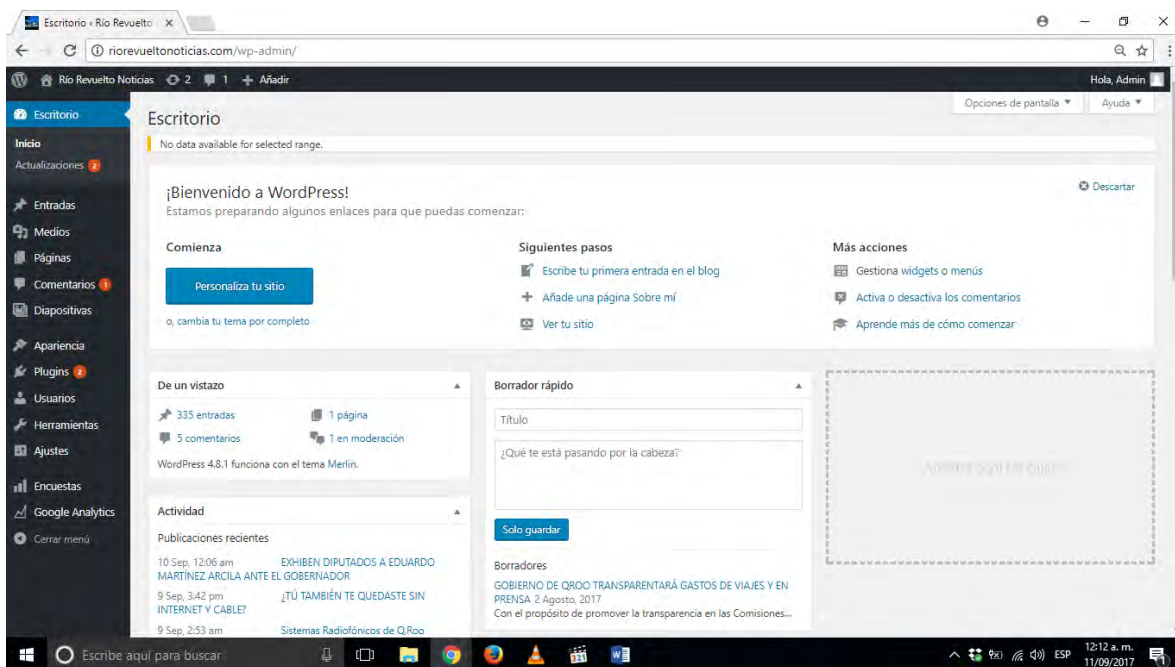 Escritorio ‹ Río Revuelto
riorevueltonoticias.com/wp-admin/
Río Revuelto Noticias 2 1 + Añadir
Hola, Admin
Escritorio
Inicio
Actualizaciones 2
Entradas
Medios
Páginas
Comentarios 1
Diapositivas
Apariencia
Plugins 2
Usuarios
Herramientas
Ajustes
Encuestas
Google Analytics
Cerrar menú
Opciones de pantalla
Ayuda
Escritorio
No data available for selected range.
¡Bienvenido a WordPress!
Descartar
Estamos preparando algunos enlaces para que puedas comenzar:
Comienza
Personaliza tu sitio
o, cambia tu tema por completo
Siguientes pasos
Escribe tu primera entrada en el blog
Añade una página Sobre mí
Ver tu sitio
Más acciones
Gestiona widgets o menús
Activa o desactiva los comentarios
Aprende más de cómo comenzar
De un vistazo
335 entradas
1 página
5 comentarios
1 en moderación
WordPress 4.8.1 funciona con el tema Merlin.
Actividad
Publicaciones recientes
10 Sep, 12:06 am EXHIBEN DIPUTADOS A EDUARDO
MARTÍNEZ ARCILA ANTE EL GOBERNADOR
9 Sep, 3:42 pm ¿TÚ TAMBIÉN TE QUEDASTE SIN
INTERNET Y CABLE?
9 Sep, 2:53 am Sistemas Radiofónicos de Q.Roo
Borrador rápido
Título
¿Qué te está pasando por la cabeza?
Solo guardar
Borradores
GOBIERNO DE QROO TRANSPARENTARÁ GASTOS DE VIAJES Y EN
PRENSA 2 Agosto, 2017
Con el propósito de promover la transparencia en las Comisiones...
Escribe aquí para buscar
321
ESP
12:12 a. m.
11/09/2017